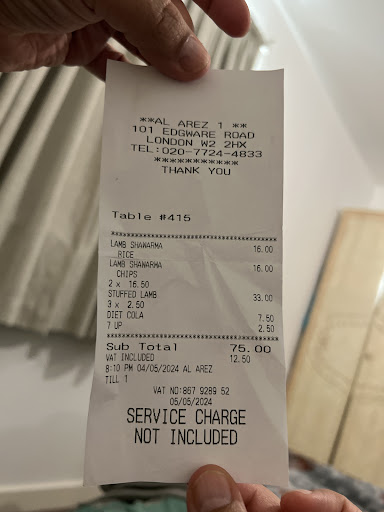 **AL AREZ 1 **
101 EDGWARE ROAD
LONDON W2 2HX
TEL:020-7724-4833
**********
THANK YOU
Table #415
****************************************
LAMB SHAWARMA 16.00
RICE
LAMB SHAWARMA 16.00
CHIPS
2 x 16.50
STUFFED LAMB 33.00
3 x 2.50
DIET COLA 7.50
7 UP 2.50
****************************************
Sub Total 75.00
VAT INCLUDED 12.50
8:10 PM 04/05/2024 AL AREZ
TILL 1
VAT NO:867 9289 52
05/05/2024
SERVICE CHARGE
NOT INCLUDED